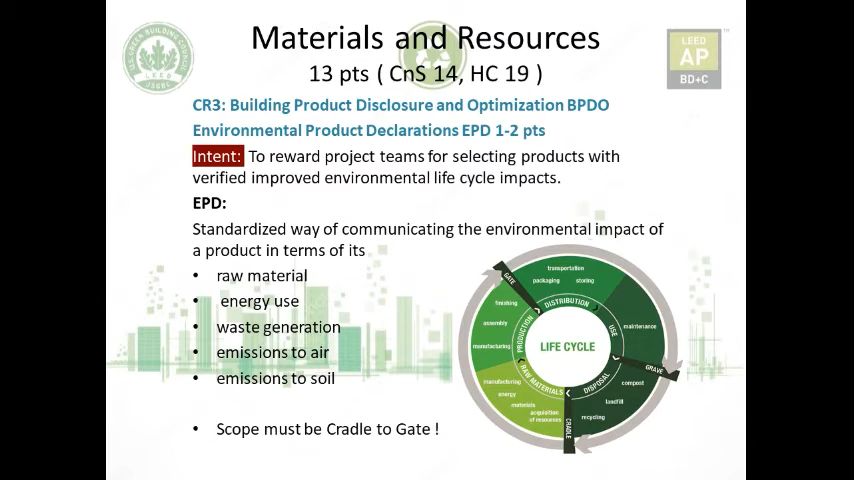 Materials and Resources
13 pts ( CnS 14, HC 19 )
LEED
AP
BD+C
U.S. GREEN BUILDING COUNCIL
LEED
USGBC
CR3: Building Product Disclosure and Optimization BPDO
Environmental Product Declarations EPD 1-2 pts
Intent: To reward project teams for selecting products with
verified improved environmental life cycle impacts.
EPD:
Standardized way of communicating the environmental impact of
a product in terms of its
• raw material
• energy use
• waste generation
• emissions to air
• emissions to soil
• Scope must be Cradle to Gate !
GATE
transportation
packaging storing
DISTRIBUTION
finishing
assembly
manufacturing
PRODUCTION
USE
maintenance
LIFE CYCLE
GRAVE
RAW MATERIALS
manufacturing
energy
materials
acquisition
of resources
CRADLE
DISPOSAL
compost
landfill
recycling